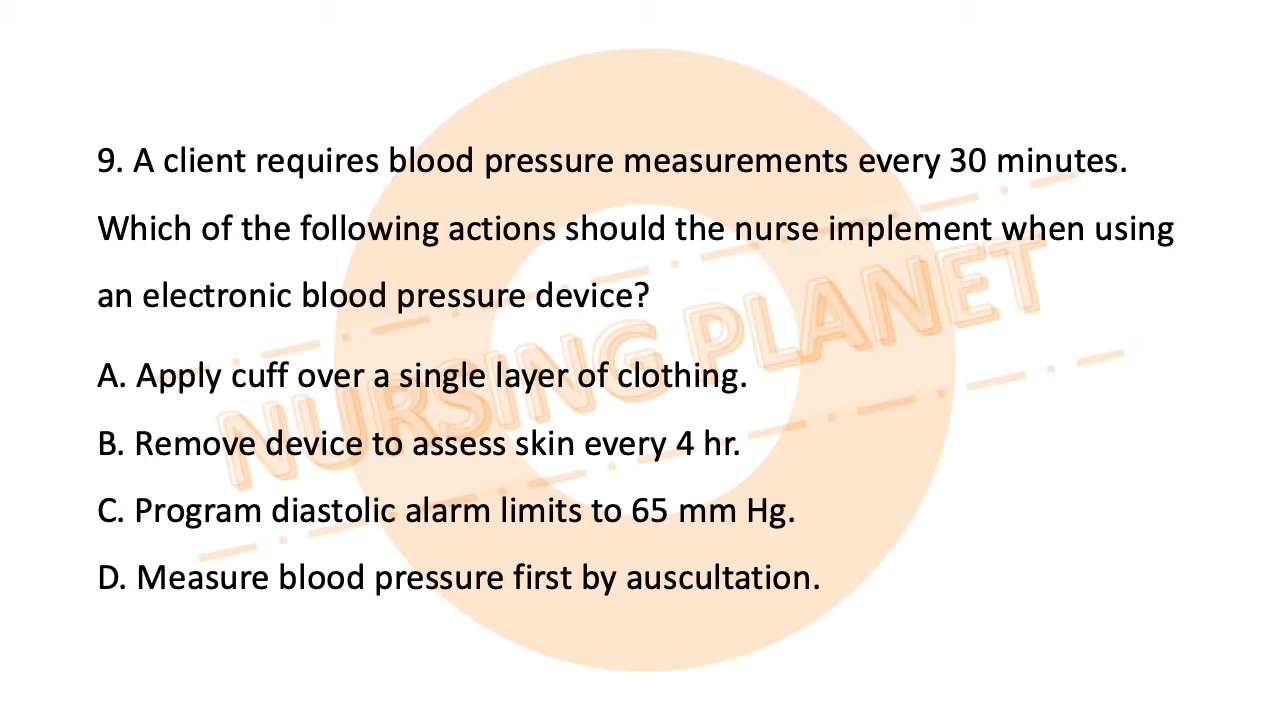 9. A client requires blood pressure measurements every 30 minutes.
Which of the following actions should the nurse implement when using
an electronic blood pressure device?
A. Apply cuff over a single layer of clothing.
B. Remove device to assess skin every 4 hr.
C. Program diastolic alarm limits to 65 mm Hg.
D. Measure blood pressure first by auscultation.
NURSING PLANET